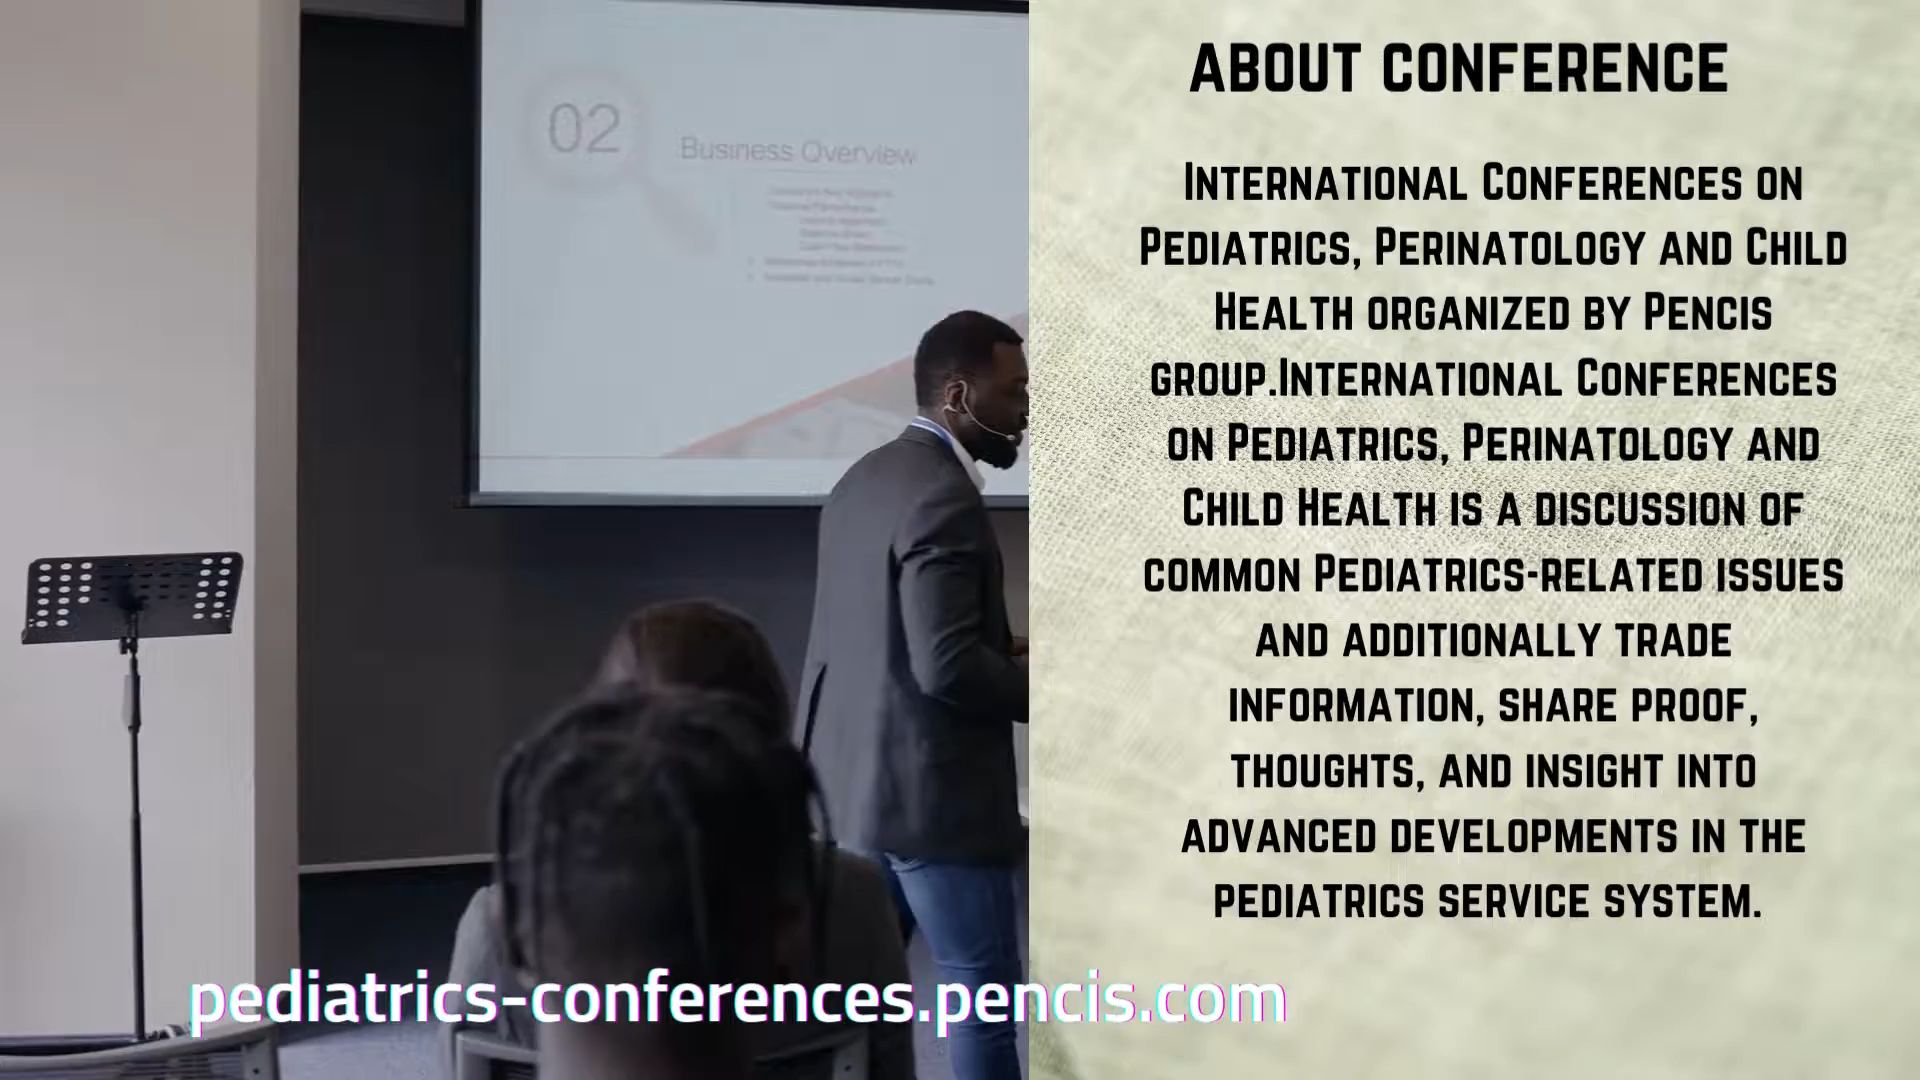 02
Business Overview
ABOUT CONFERENCE
International Conferences on
Pediatrics, Perinatology and Child
Health organized by Pencis
group.International Conferences
on Pediatrics, Perinatology and
Child Health is a discussion of
common Pediatrics-related issues
and additionally trade
information, share proof,
thoughts, and insight into
advanced developments in the
pediatrics service system.
pediatrics-conferences.pencis.com